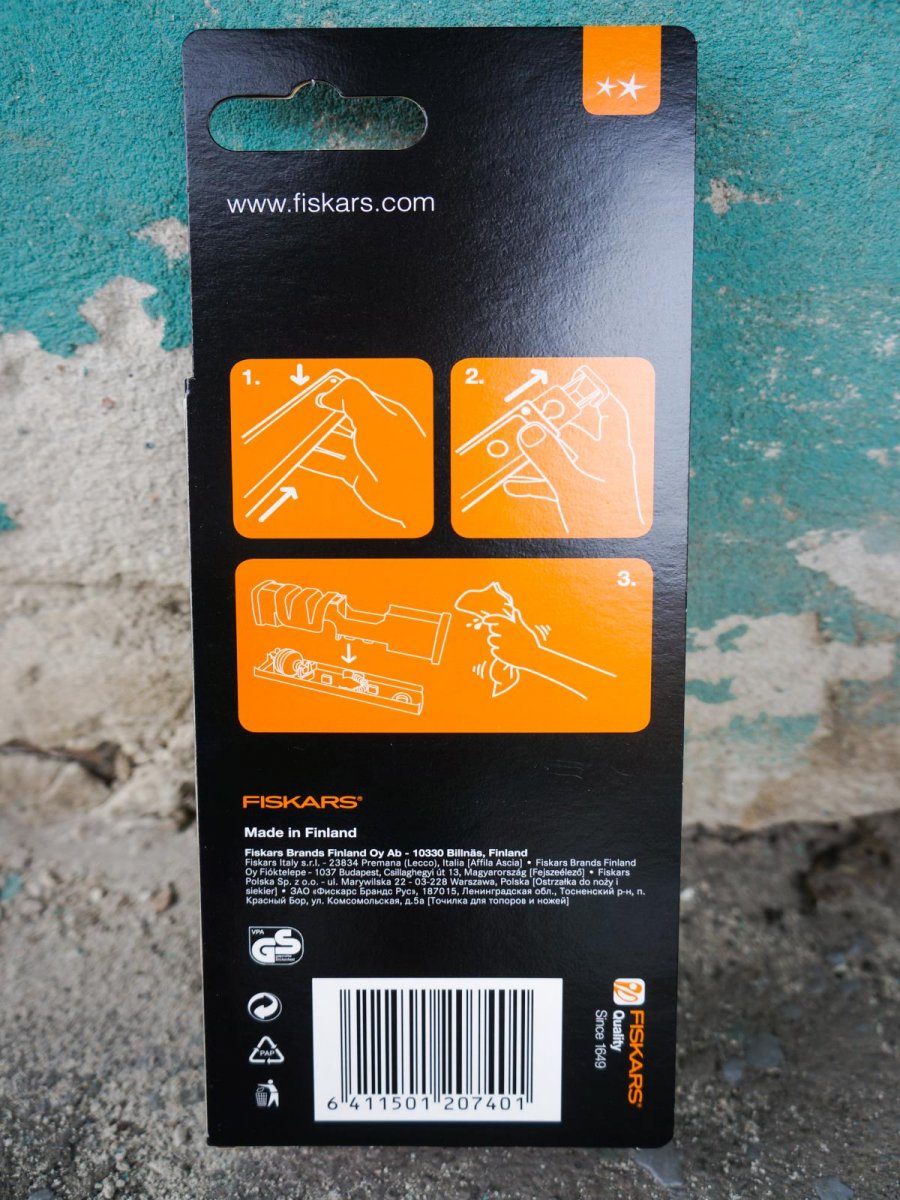 www.fiskars.com
1.
2.
3.
FISKARS®
Made in Finland
Fiskars Brands Finland Oy Ab - 10330 Billnäs, Finland
Fiskars Italy s.r.l. - 23834 Premana (Lecco), Italia [Affila Ascia] • Fiskars Brands Finland
Oy Fióktelepe - 1037 Budapest, Csillaghegyi út 13, Magyarország [Fejszeélező] • Fiskars
Polska Sp. z o.o. - ul. Marywilska 22 - 03-228 Warszawa, Polska [Ostrzałka do noży i
siekier] • ЗАО «Фискарс Брандс Рус», 187015, Ленинградская обл., Тосненский р-н, п.
Красный Бор, ул. Комсомольская, д.5а [Точилка для топоров и ножей]
VPA
GS
geprüfte
Sicherheit
PAP
6 411501 207401
FISKARS®
Quality
Since 1649